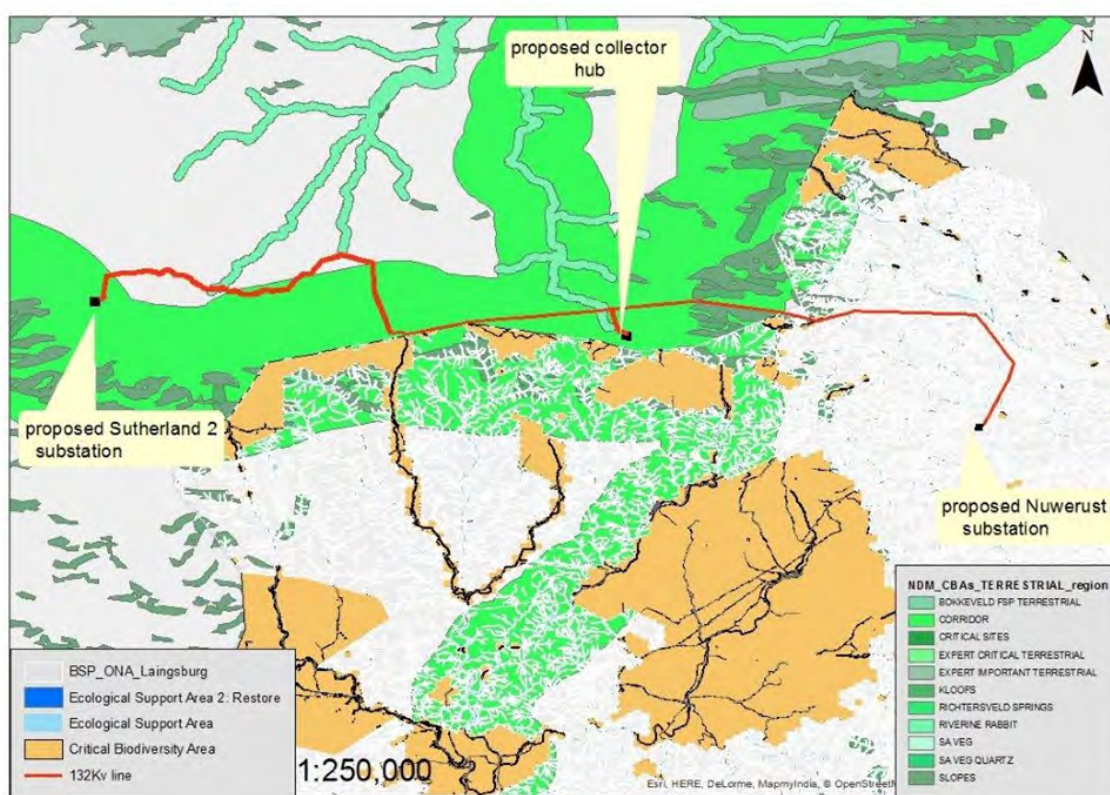 proposed collector
hub
N
proposed Sutherland 2
substation
proposed Nuwerust
substation
BSP_ONA_Laingsburg
Ecological Support Area 2: Restore
Ecological Support Area
Critical Biodiversity Area
132Kv line
1:250,000
NDM_CBAs_TERRESTRIAL_region
BOKKEVELD FSP TERRESTRIAL
CORRIDOR
CRITICAL SITES
EXPERT CRITICAL TERRESTRIAL
EXPERT IMPORTANT TERRESTRIAL
KLOOFS
RICHTERSVELD SPRINGS
RIVERINE RABBIT
SA VEG
SA VEG QUARTZ
SLOPES
Esri, HERE, DeLorme, MapmyIndia, ©